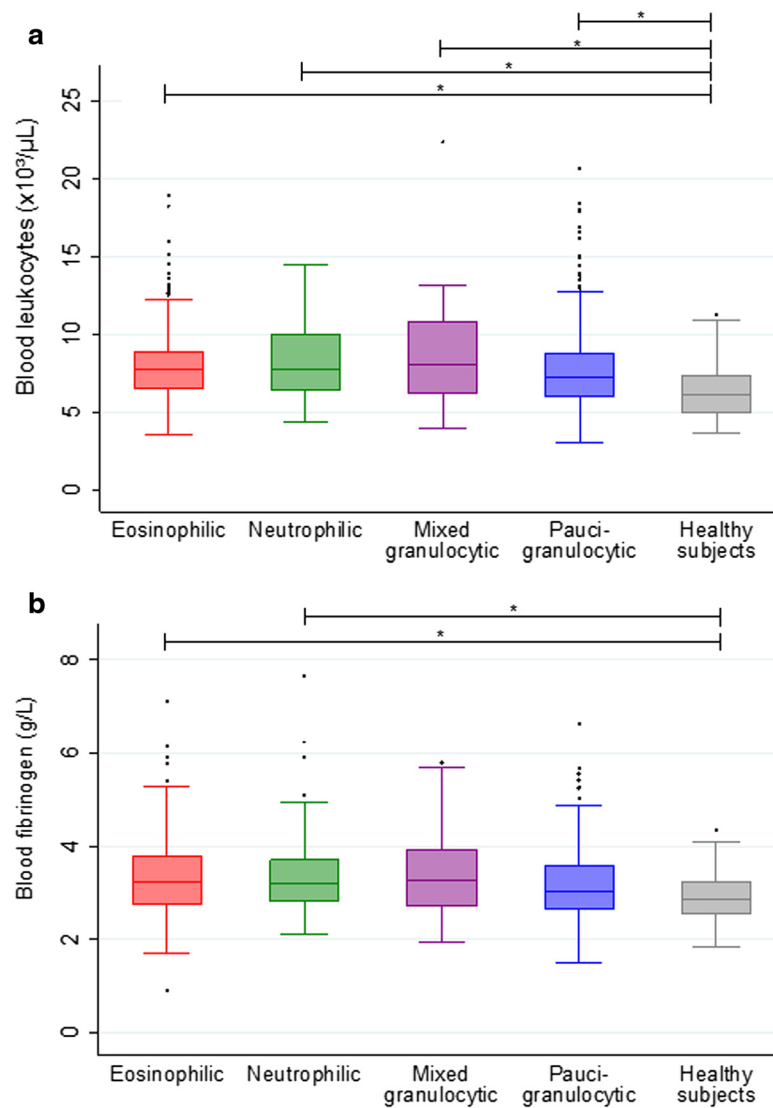 a
*
*
*
*
Blood leukocytes (x10³/µL)
25
20
15
10
5
0
Eosinophilic
Neutrophilic
Mixed
granulocytic
Pauci-
granulocytic
Healthy
subjects
b
*
*
Blood fibrinogen (g/L)
8
6
4
2
0
Eosinophilic
Neutrophilic
Mixed
granulocytic
Pauci-
granulocytic
Healthy
subjects